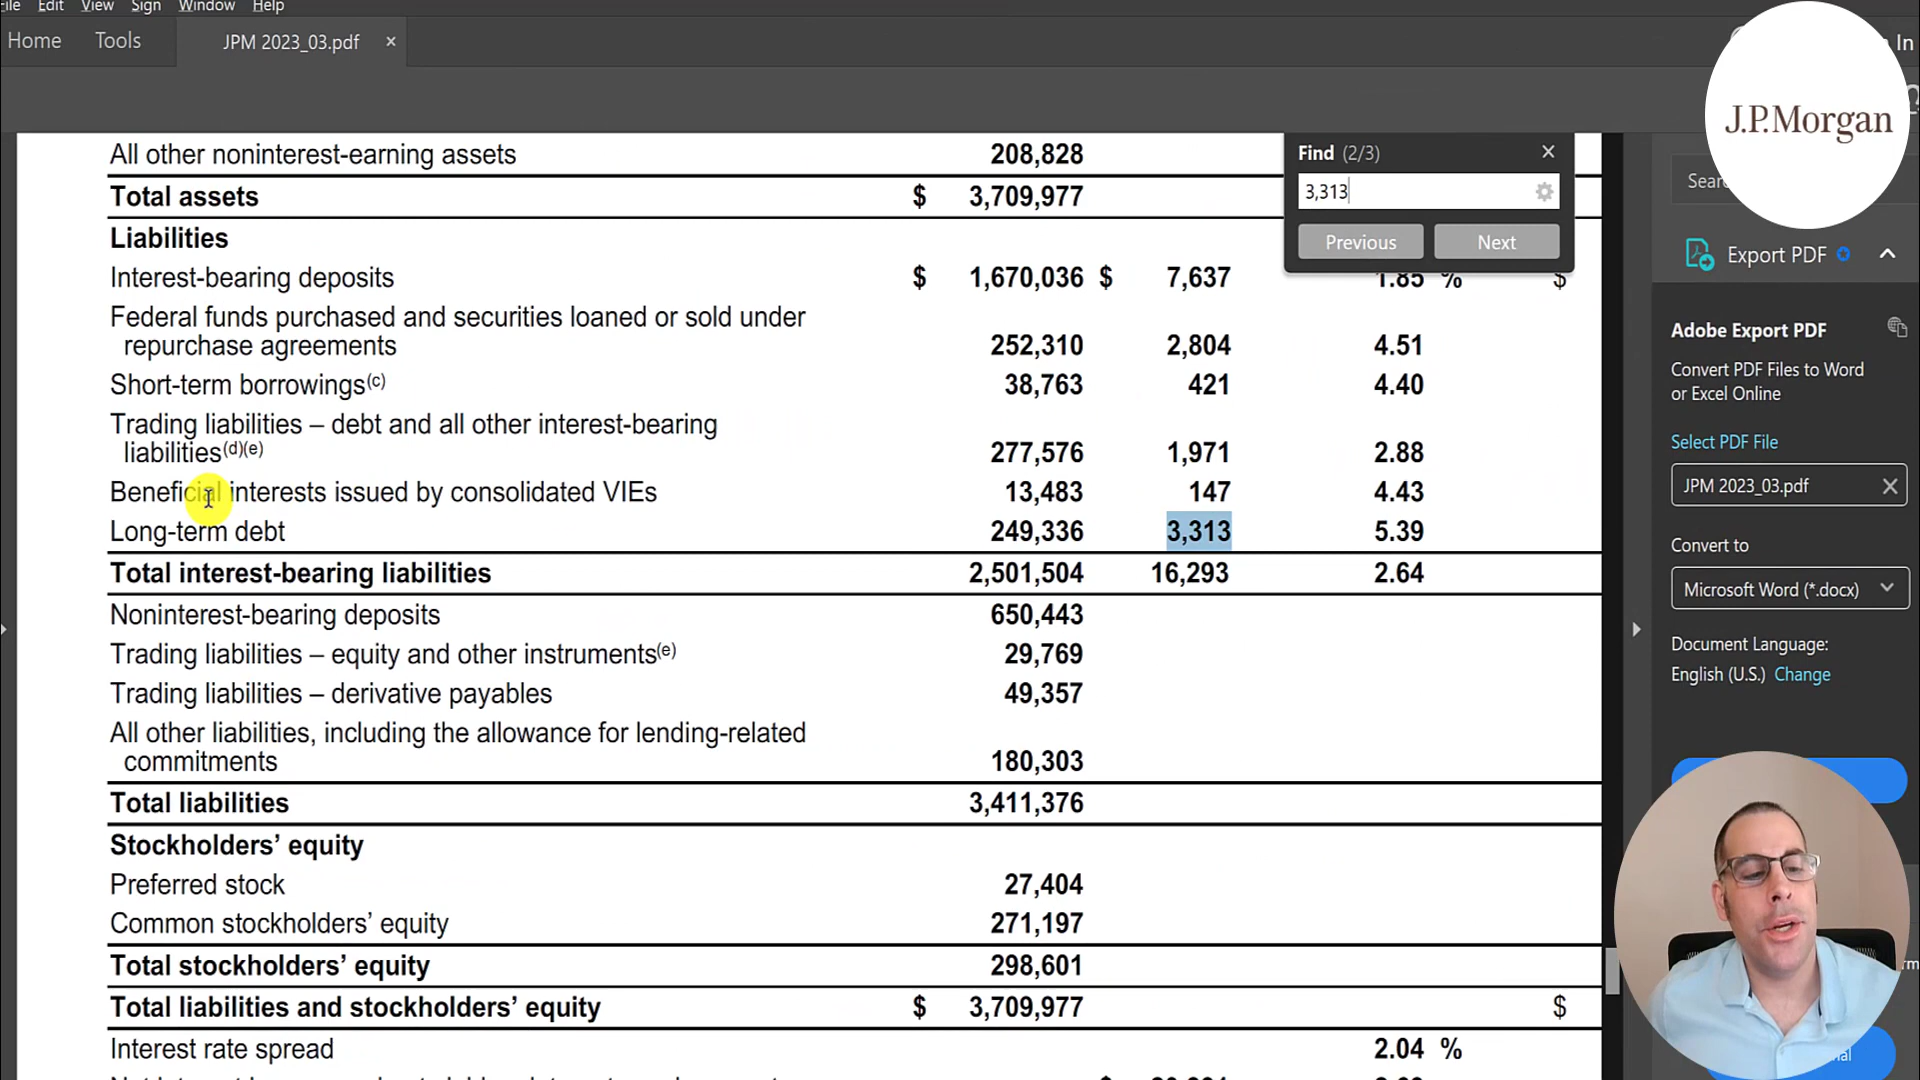 ile Edit View Sign Window Help
Home Tools JPM 2023_03.pdf × In
J.P.Morgan
Find (2/3) ×
3,313
Previous Next
Sear
Export PDF
Adobe Export PDF
Convert PDF Files to Word
or Excel Online
Select PDF File
JPM 2023_03.pdf
Convert to
Microsoft Word (*.docx)
Document Language:
English (U.S.) Change
All other noninterest-earning assets 208,828
Total assets $ 3,709,977
Liabilities
Interest-bearing deposits $ 1,670,036 $ 7,637 1.85 % $
Federal funds purchased and securities loaned or sold under
repurchase agreements 252,310 2,804 4.51
Short-term borrowings(c) 38,763 421 4.40
Trading liabilities – debt and all other interest-bearing
liabilities(d)(e) 277,576 1,971 2.88
Beneficial interests issued by consolidated VIEs 13,483 147 4.43
Long-term debt 249,336 3,313 5.39
Total interest-bearing liabilities 2,501,504 16,293 2.64
Noninterest-bearing deposits 650,443
Trading liabilities – equity and other instruments(e) 29,769
Trading liabilities – derivative payables 49,357
All other liabilities, including the allowance for lending-related
commitments 180,303
Total liabilities 3,411,376
Stockholders’ equity
Preferred stock 27,404
Common stockholders’ equity 271,197
Total stockholders’ equity 298,601
Total liabilities and stockholders’ equity $ 3,709,977 $
Interest rate spread 2.04 %